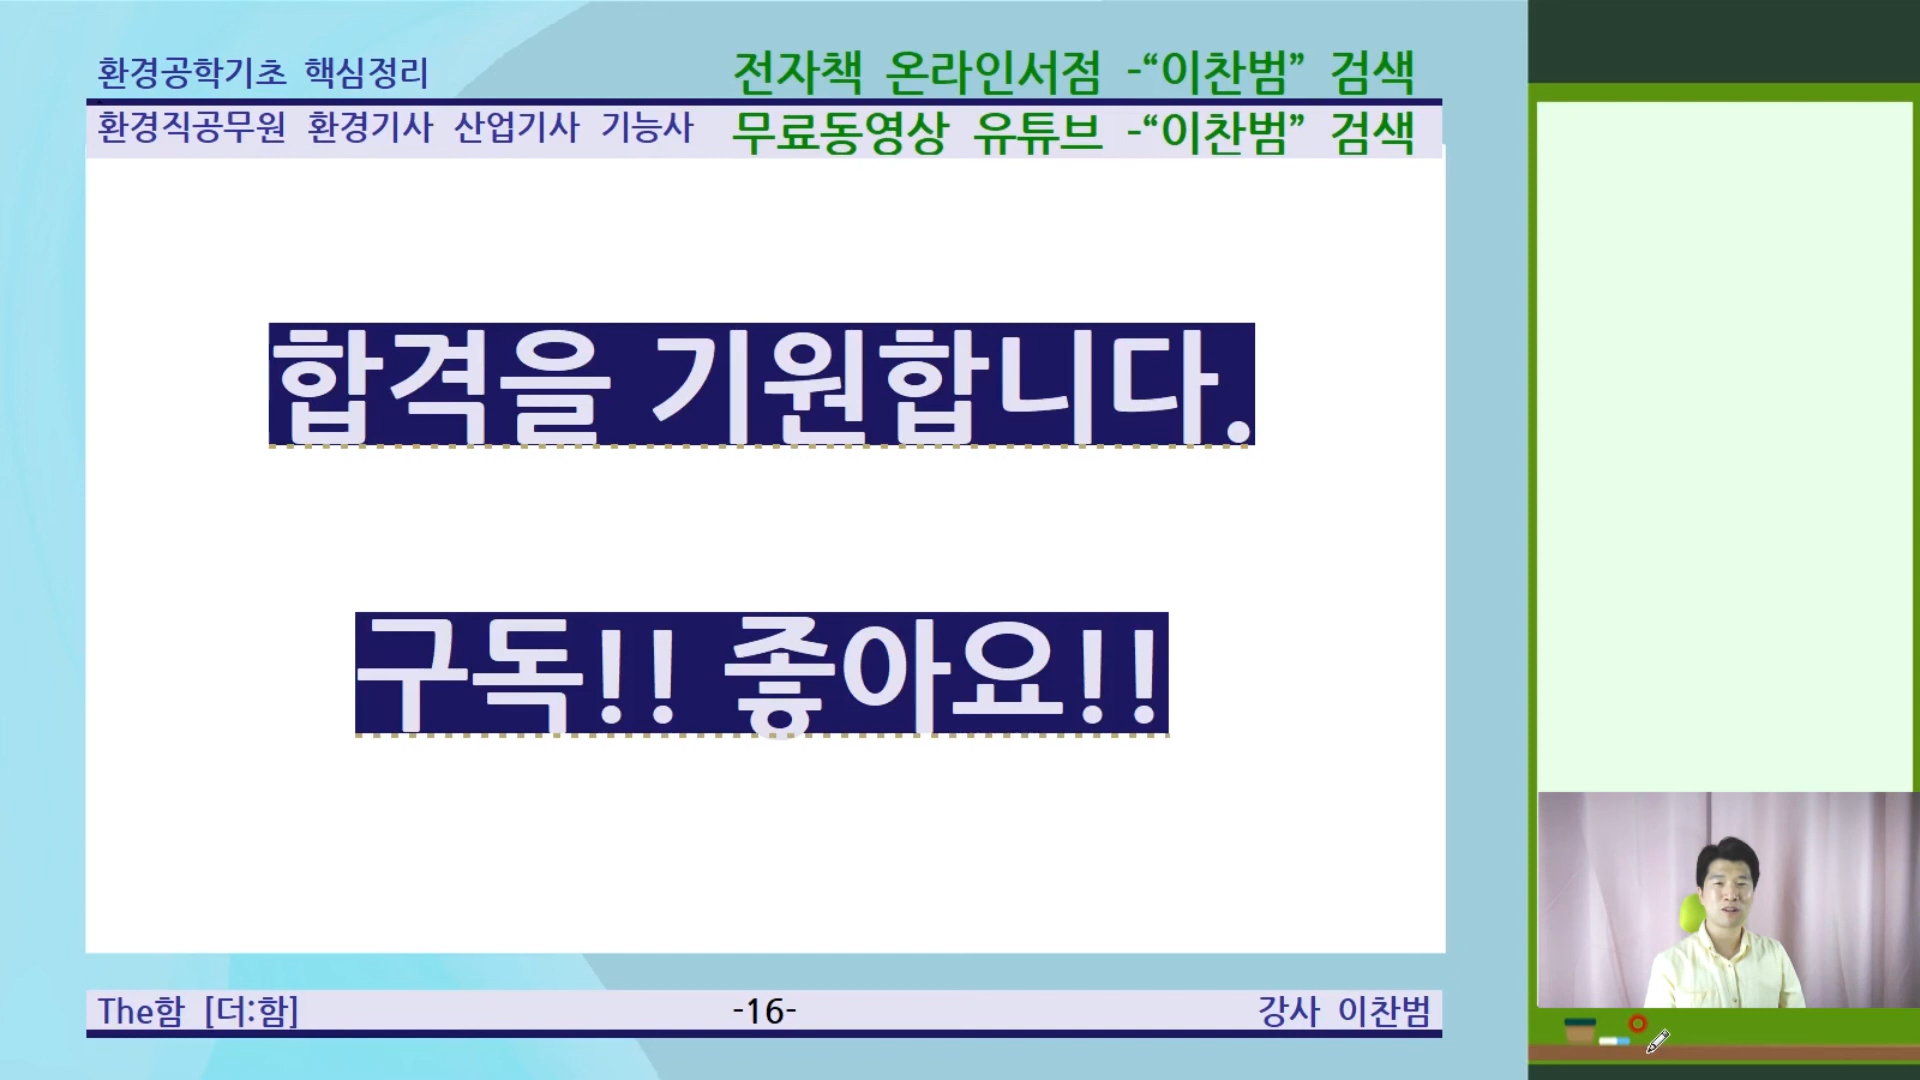 환경공학기초 핵심정리
전자책 온라인서점 -“이찬범” 검색
환경직공무원 환경기사 산업기사 기능사
무료동영상 유튜브 -“이찬범” 검색
합격을 기원합니다.
구독!! 좋아요!!
The함 [더:함]
-16-
강사 이찬범